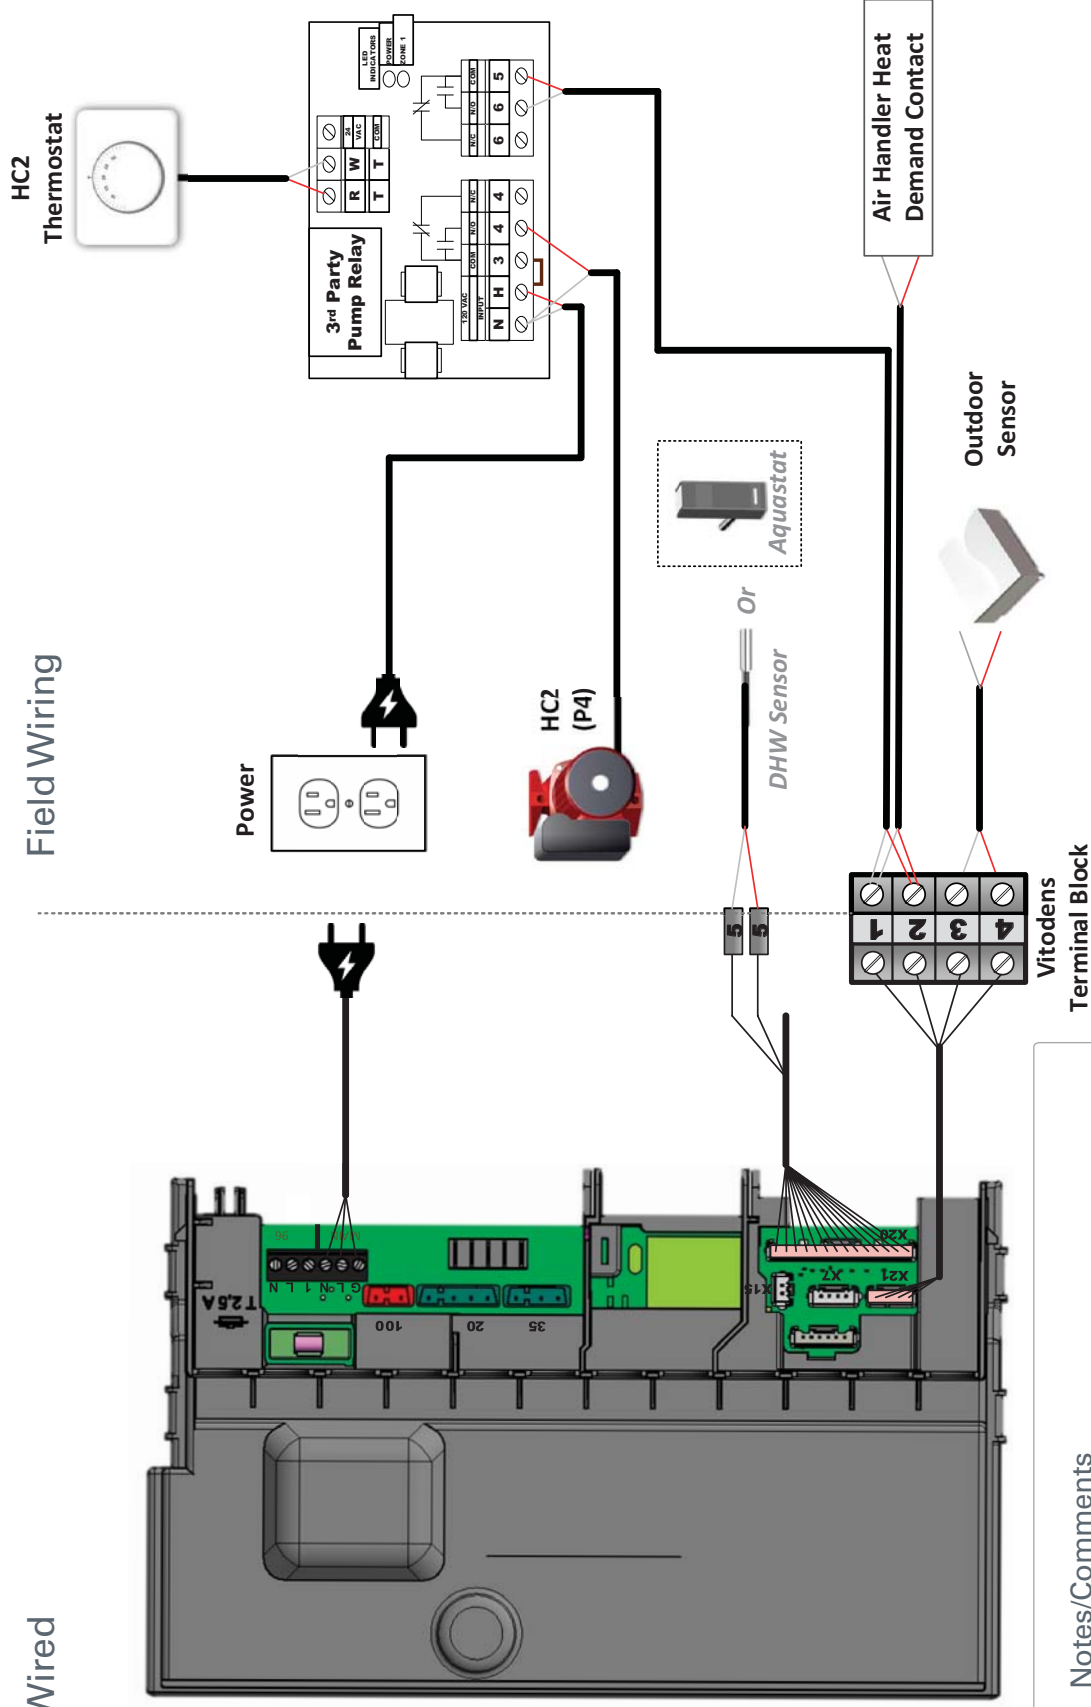 Wired
Field Wiring
HC2
Thermostat
3rd Party
Pump Relay
LED
INDICATORS
POWER
ZONE 1
R W 24 VAC
T T COM
120 VAC
INPUT
COM N/O N/C
N H 3 4 4
N/C N/O COM
6 6 5
Power
HC2
(P4)
DHW Sensor
Or
Aquastat
Air Handler Heat
Demand Contact
Outdoor
Sensor
5
5
1
2
3
4
Vitodens
Terminal Block
T 2,5 A
96
N L 1 N L G
100
20
35
X15
X7
X20
X21
Notes/Comments